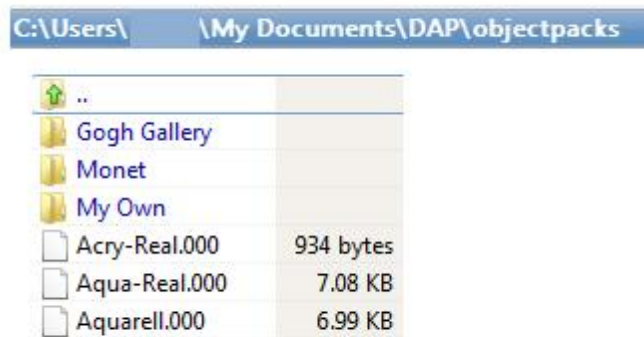 C:\Users\ \My Documents\DAP\objectpacks
..
Gogh Gallery
Monet
My Own
Acry-Real.000 934 bytes
Aqua-Real.000 7.08 KB
Aquarell.000 6.99 KB